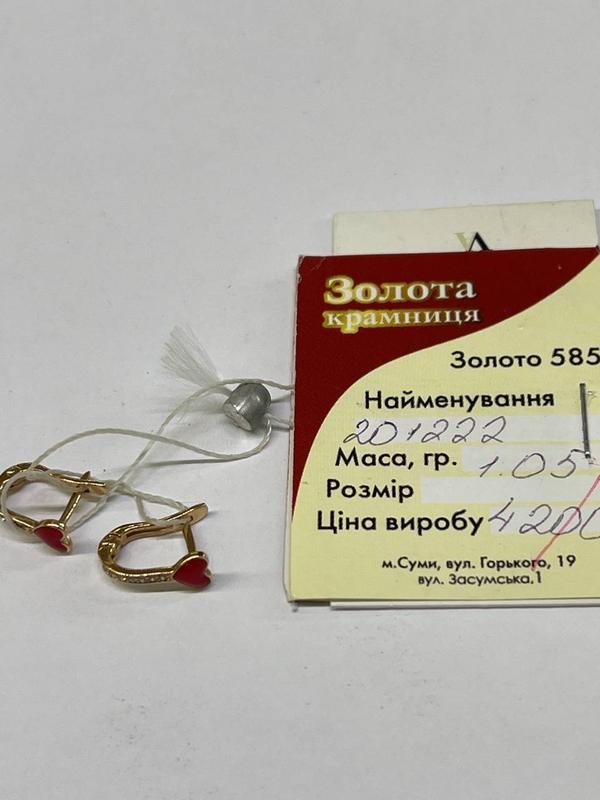 Золота
крамниця
Золото 585
Найменування
201222
Маса, гр. 1.05
Розмір
Ціна виробу 4200
м.Суми, вул. Горького, 19
вул. Засумська,1